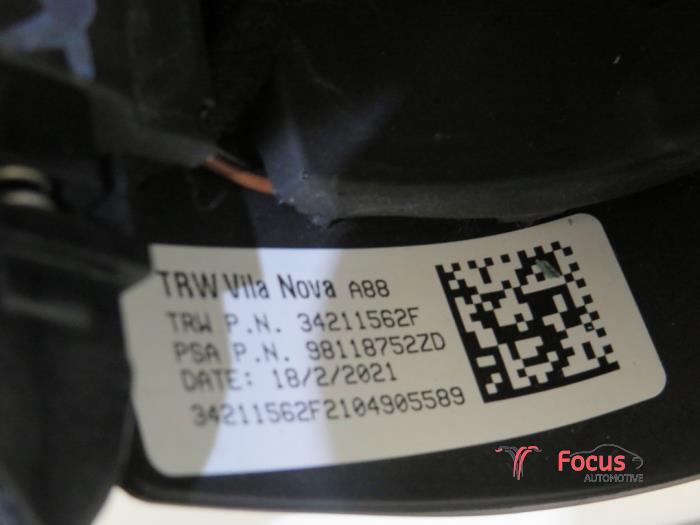 TRW Vila Nova A88
TRW P.N. 34211562F
PSA P.N. 98118752ZD
DATE: 18/2/2021
34211562F2104905589
Focus
AUTOMOTIVE